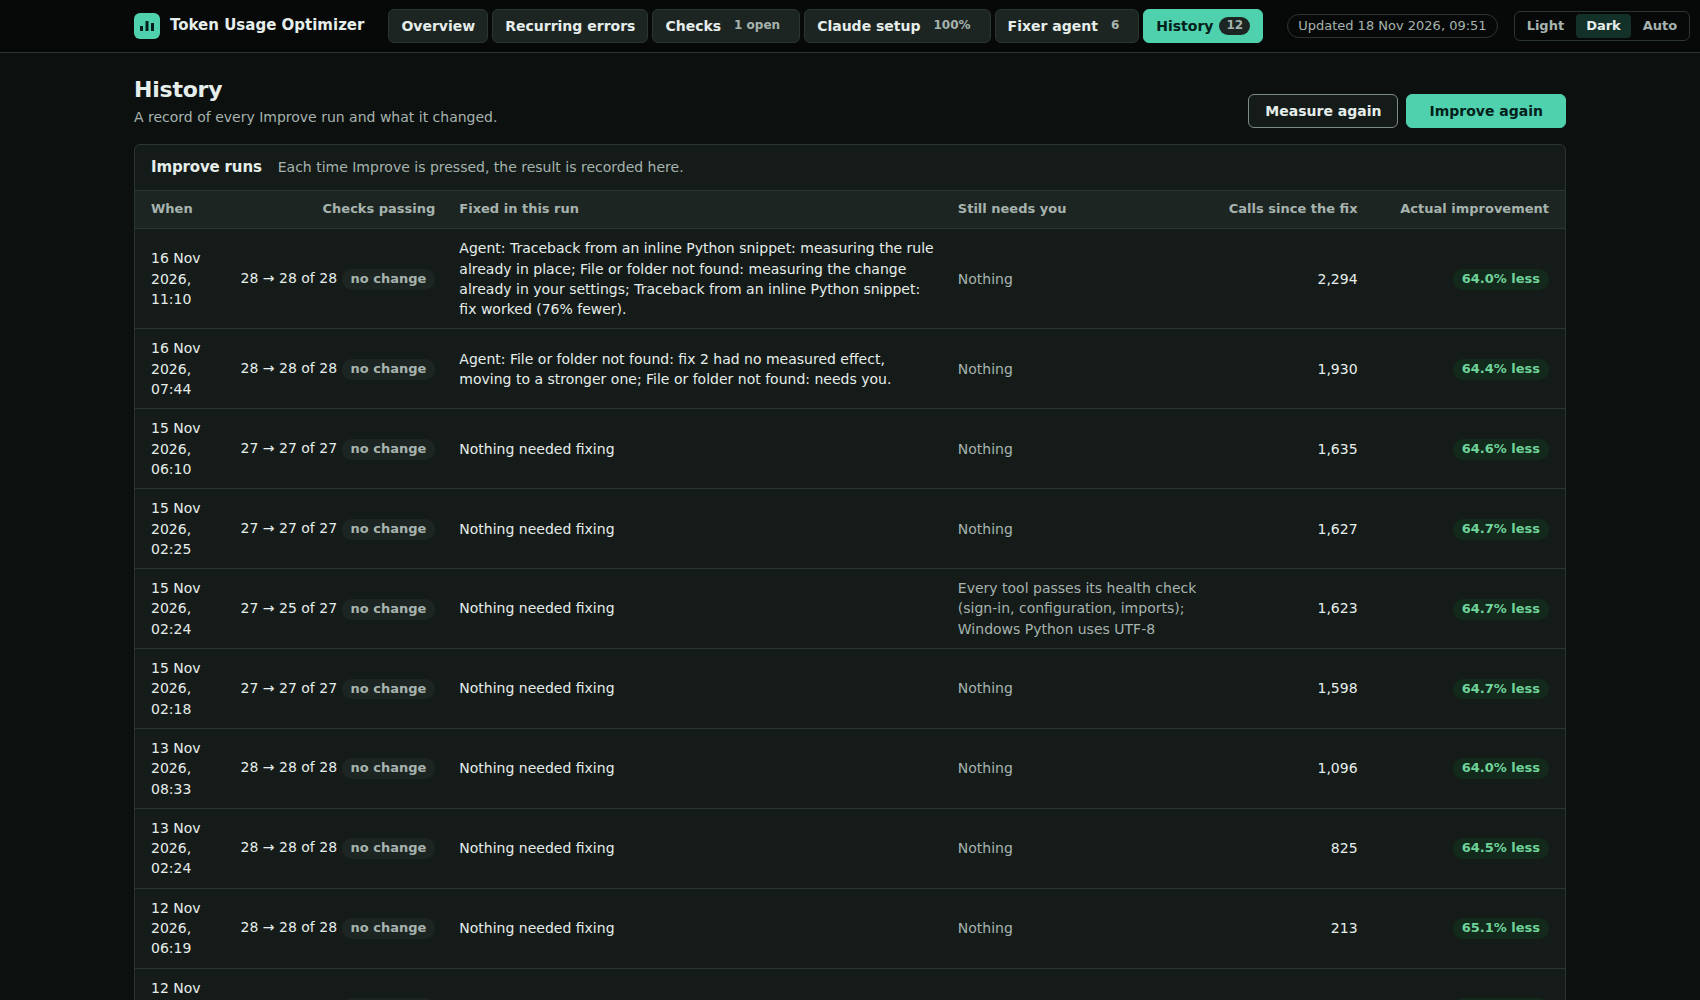 Token Usage Optimizer
Overview
Recurring errors
Checks 1 open
Claude setup 100%
Fixer agent 6
History 12
Updated 18 Nov 2026, 09:51
Light Dark Auto
History
A record of every Improve run and what it changed.
Measure again
Improve again
Improve runs Each time Improve is pressed, the result is recorded here.
When Checks passing Fixed in this run Still needs you Calls since the fix Actual improvement
16 Nov
2026,
11:10
28 → 28 of 28 no change
Agent: Traceback from an inline Python snippet: measuring the rule
already in place; File or folder not found: measuring the change
already in your settings; Traceback from an inline Python snippet:
fix worked (76% fewer).
Nothing
2,294
64.0% less
16 Nov
2026,
07:44
28 → 28 of 28 no change
Agent: File or folder not found: fix 2 had no measured effect,
moving to a stronger one; File or folder not found: needs you.
Nothing
1,930
64.4% less
15 Nov
2026,
06:10
27 → 27 of 27 no change
Nothing needed fixing
Nothing
1,635
64.6% less
15 Nov
2026,
02:25
27 → 27 of 27 no change
Nothing needed fixing
Nothing
1,627
64.7% less
15 Nov
2026,
02:24
27 → 25 of 27 no change
Nothing needed fixing
Every tool passes its health check
(sign-in, configuration, imports);
Windows Python uses UTF-8
1,623
64.7% less
15 Nov
2026,
02:18
27 → 27 of 27 no change
Nothing needed fixing
Nothing
1,598
64.7% less
13 Nov
2026,
08:33
28 → 28 of 28 no change
Nothing needed fixing
Nothing
1,096
64.0% less
13 Nov
2026,
02:24
28 → 28 of 28 no change
Nothing needed fixing
Nothing
825
64.5% less
12 Nov
2026,
06:19
28 → 28 of 28 no change
Nothing needed fixing
Nothing
213
65.1% less
12 Nov